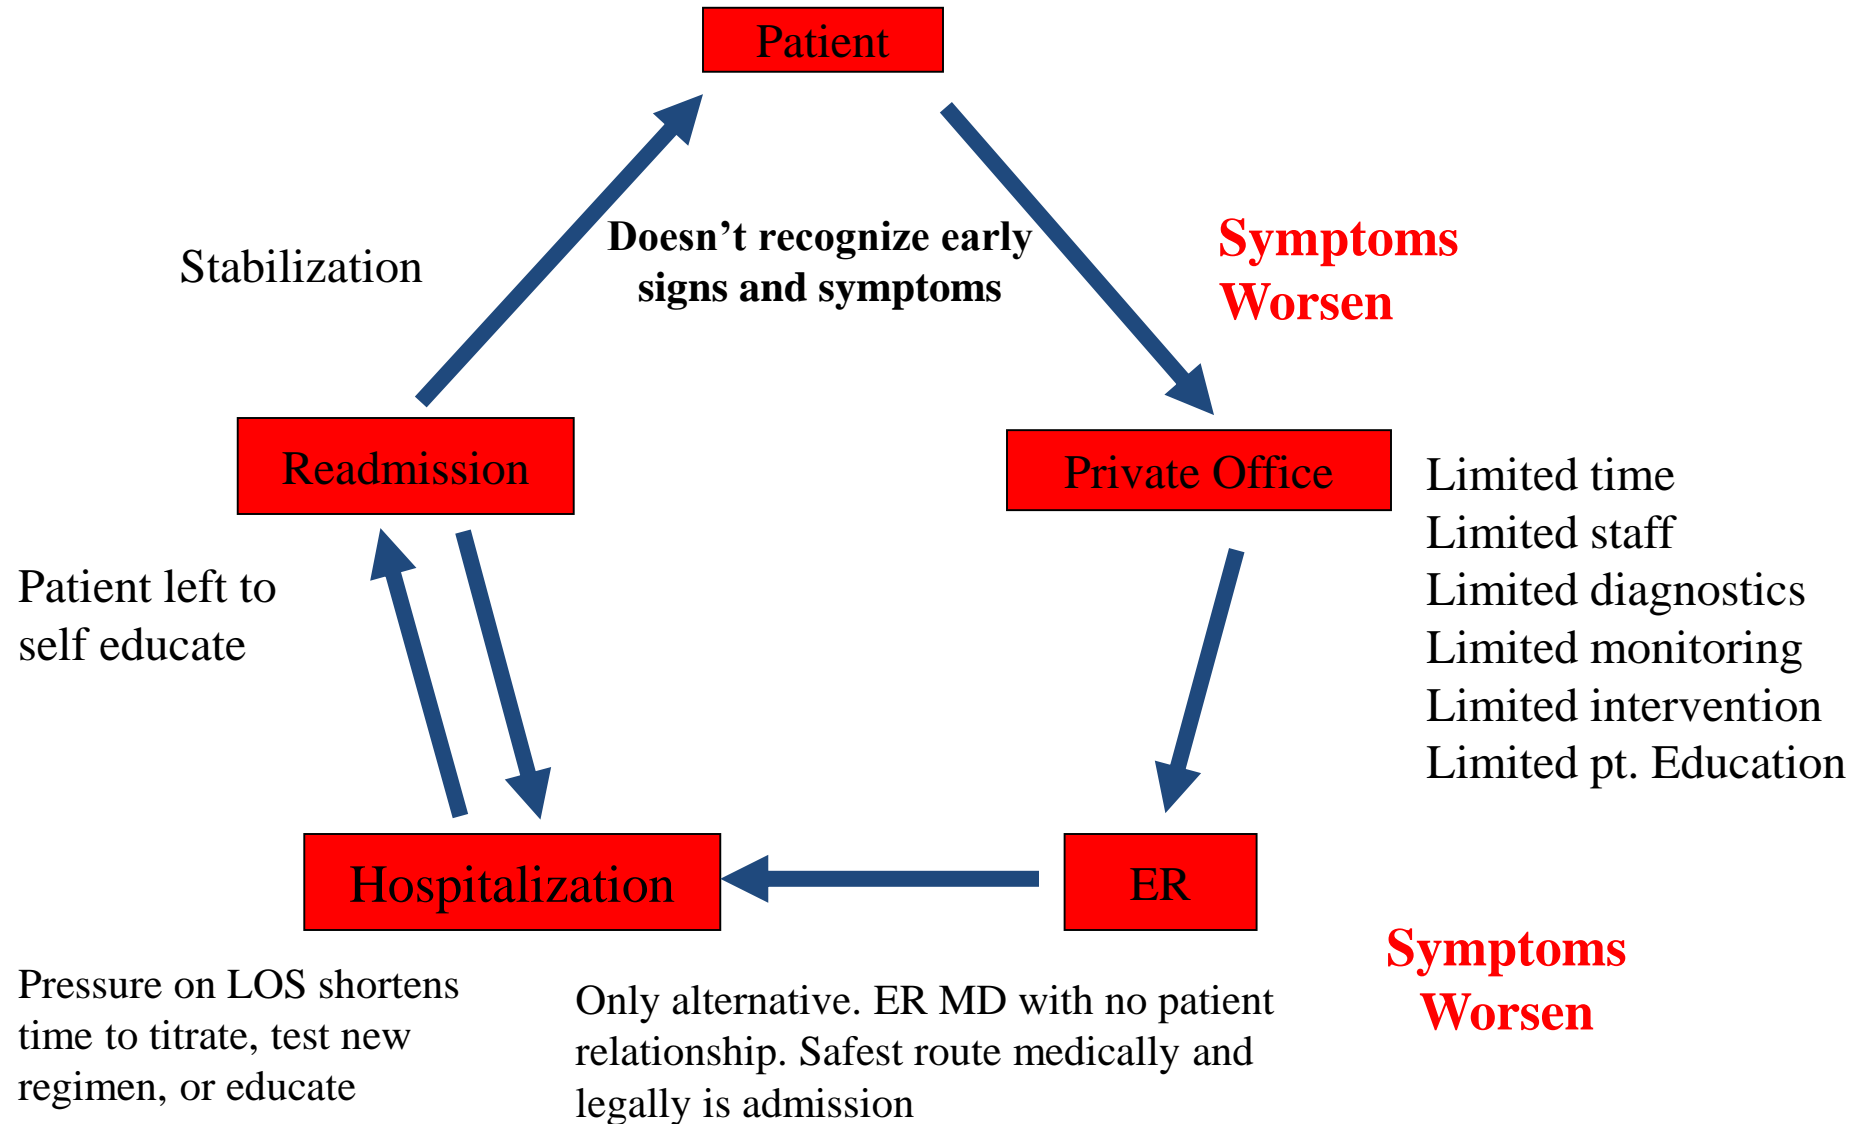 Patient
Stabilization
Doesn’t recognize early
signs and symptoms
Symptoms
Worsen
Readmission
Private Office
Limited time
Limited staff
Limited diagnostics
Limited monitoring
Limited intervention
Limited pt. Education
Patient left to
self educate
Hospitalization
ER
Symptoms
Worsen
Pressure on LOS shortens
time to titrate, test new
regimen, or educate
Only alternative. ER MD with no patient
relationship. Safest route medically and
legally is admission